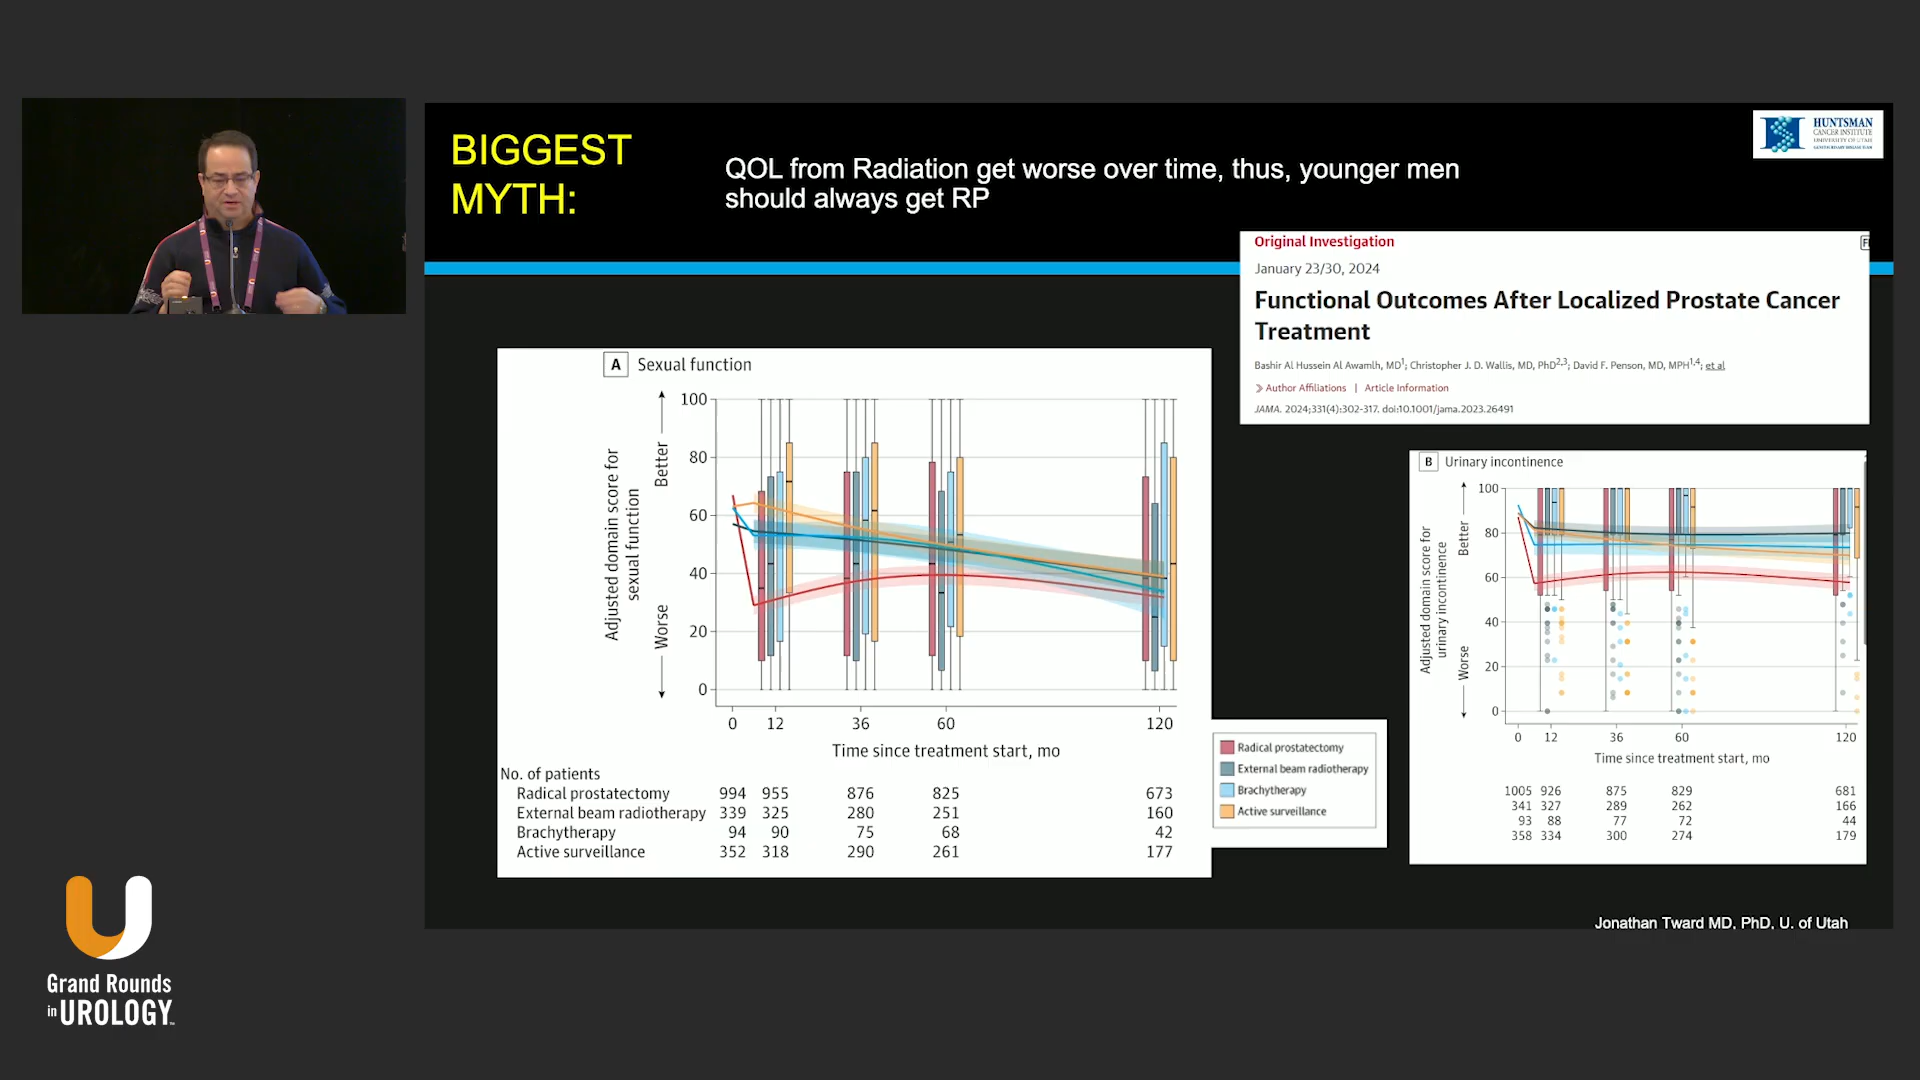 BIGGEST
MYTH:
QOL from Radiation get worse over time, thus, younger men
should always get RP
HUNTSMAN
CANCER INSTITUTE
UNIVERSITY OF UTAH
Original Investigation
January 23/30, 2024
Functional Outcomes After Localized Prostate Cancer
Treatment
Bashir Al Hussein Al Awamlh, MD1; Christopher J. D. Wallis, MD, PhD2,3; David F. Penson, MD, MPH1,4; et al
Author Affiliations | Article Information
JAMA. 2024;331(4):302-317. doi:10.1001/jama.2023.26491
A Sexual function
Adjusted domain score for
sexual function
Better
Worse
100
80
60
40
20
0
0 12 36 60 120
Time since treatment start, mo
No. of patients
Radical prostatectomy 994 955 876 825 673
External beam radiotherapy 339 325 280 251 160
Brachytherapy 94 90 75 68 42
Active surveillance 352 318 290 261 177
Radical prostatectomy
External beam radiotherapy
Brachytherapy
Active surveillance
B Urinary incontinence
Adjusted domain score for
urinary incontinence
Better
Worse
100
80
60
40
20
0
0 12 36 60 120
Time since treatment start, mo
1005 926 875 829 681
341 327 289 262 166
93 88 77 72 44
358 334 300 274 179
Jonathan Tward MD, PhD, U. of Utah
Grand Rounds
in UROLOGY